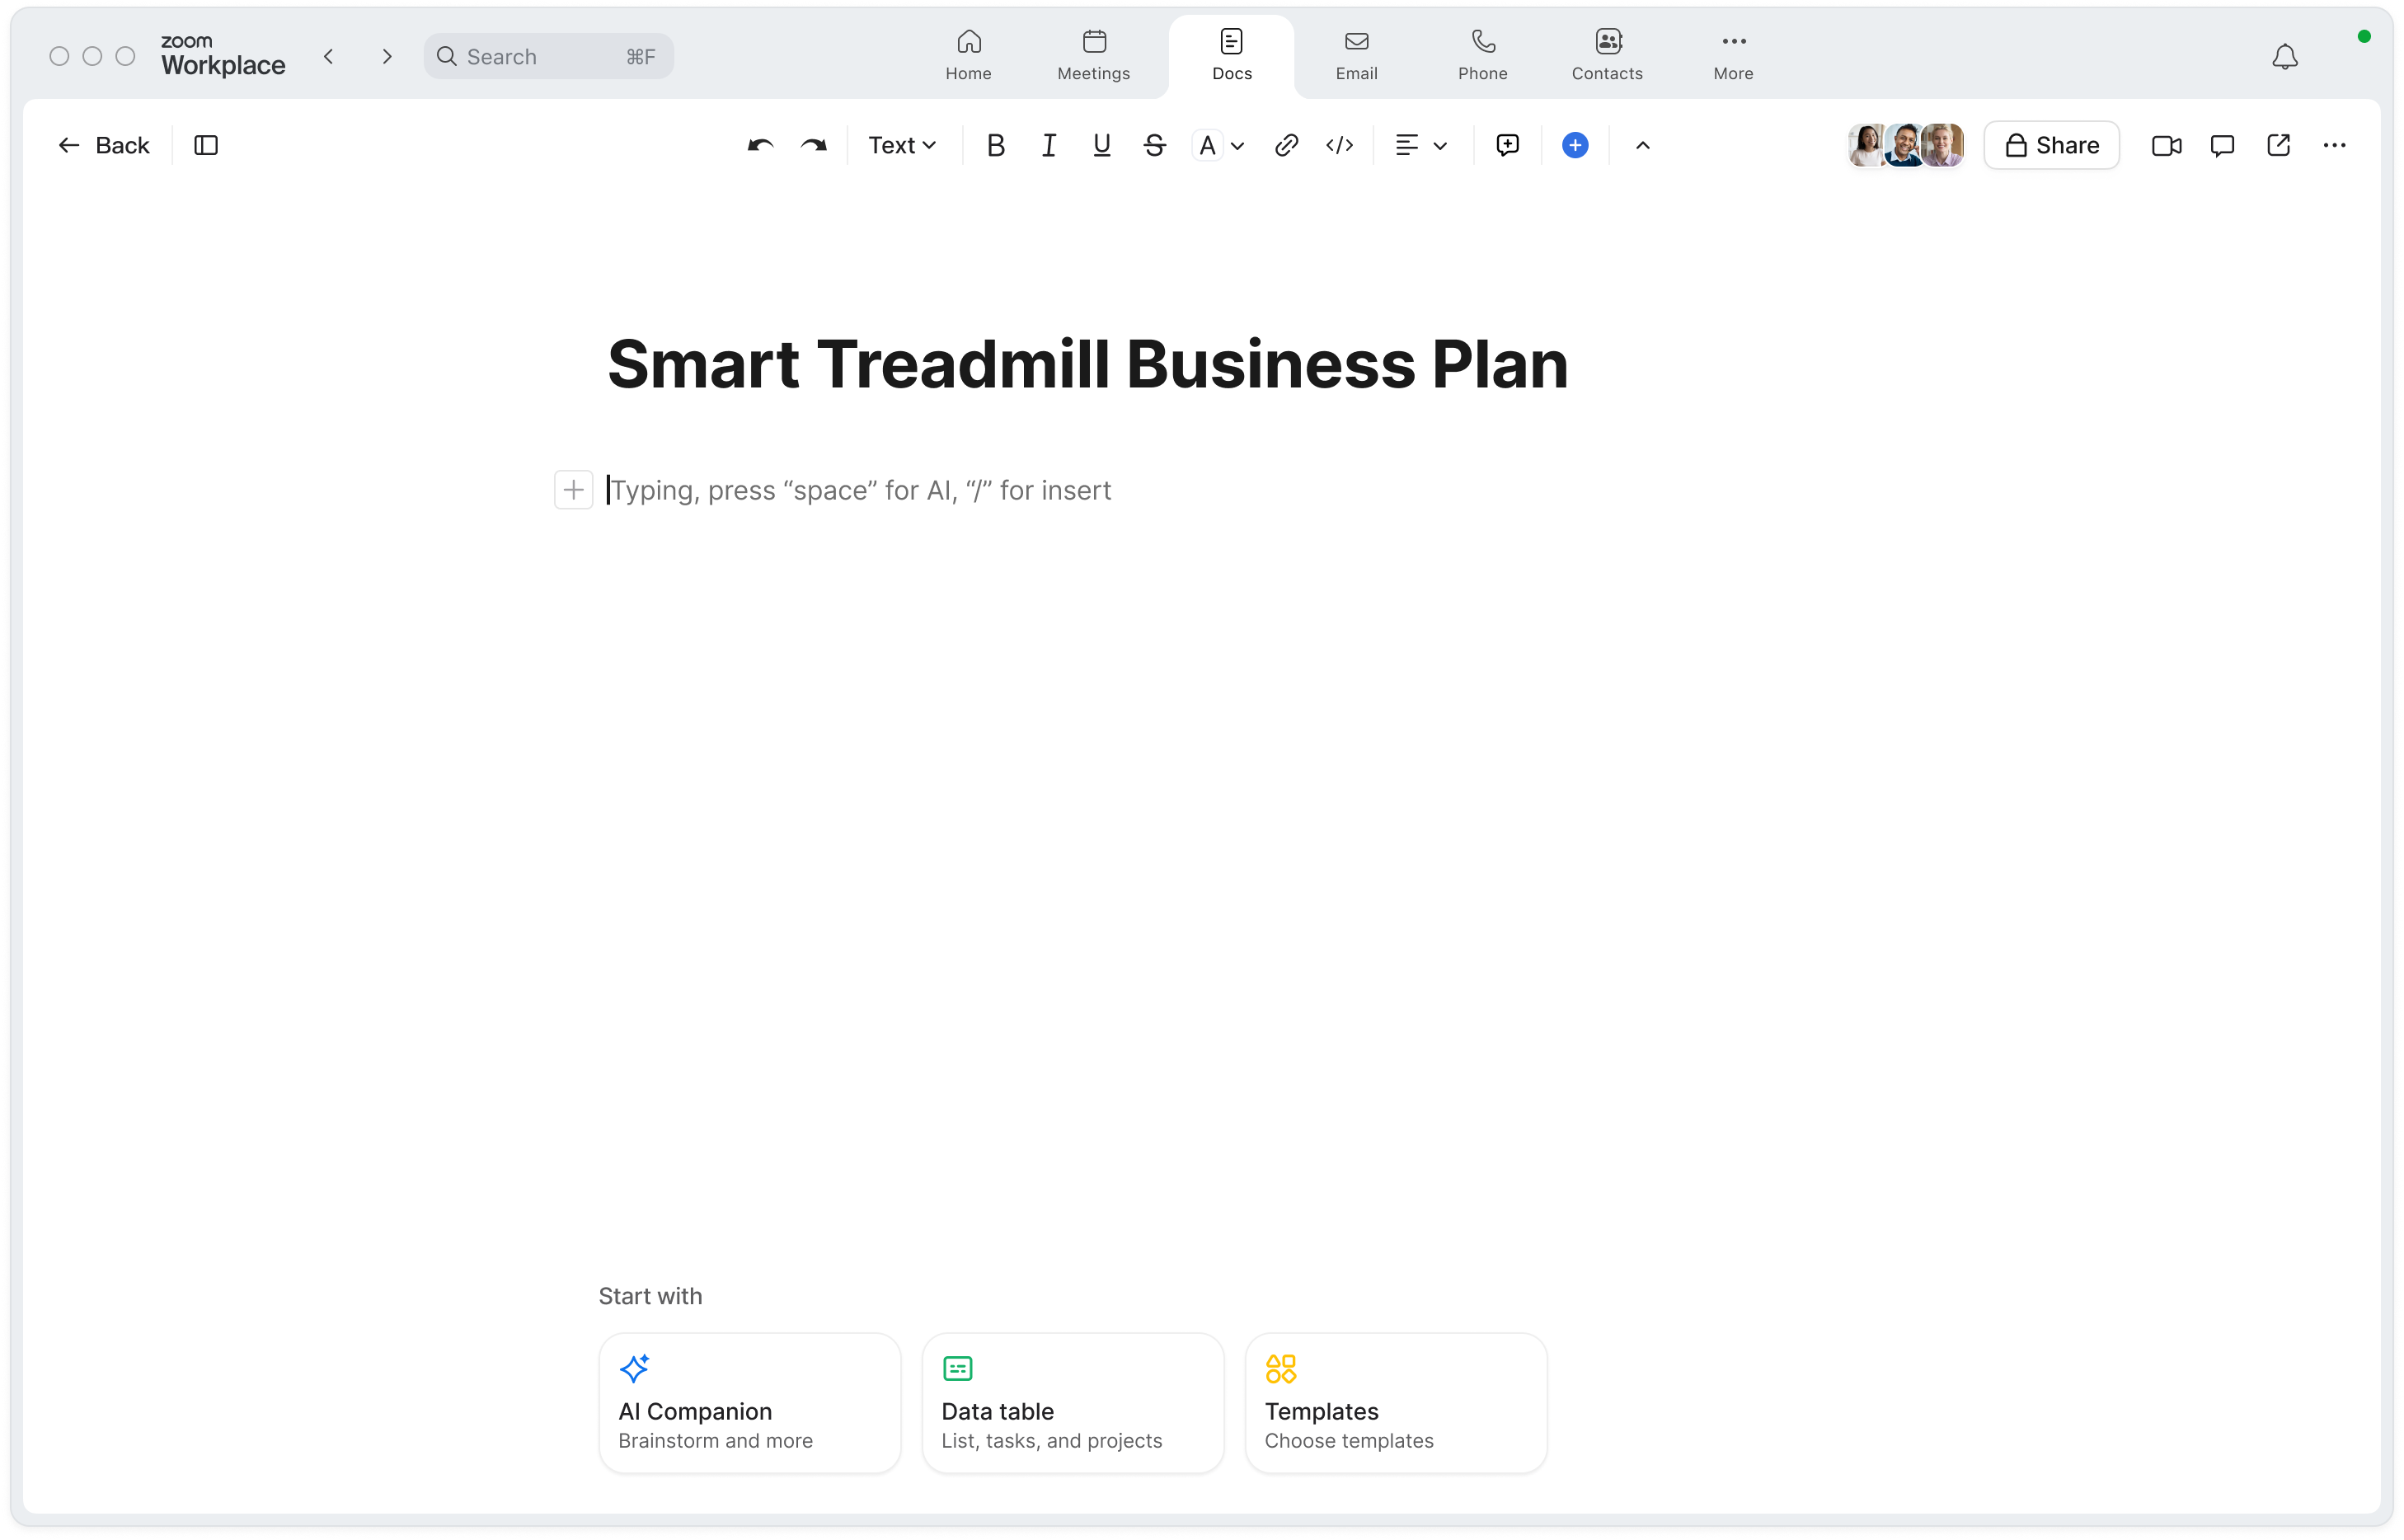 zoom
Workplace
Search ⌘F
Home
Meetings
Docs
Email
Phone
Contacts
More
Back
Text
B I U S A </>
Share
Smart Treadmill Business Plan
Typing, press “space” for AI, “/” for insert
Start with
AI Companion
Brainstorm and more
Data table
List, tasks, and projects
Templates
Choose templates